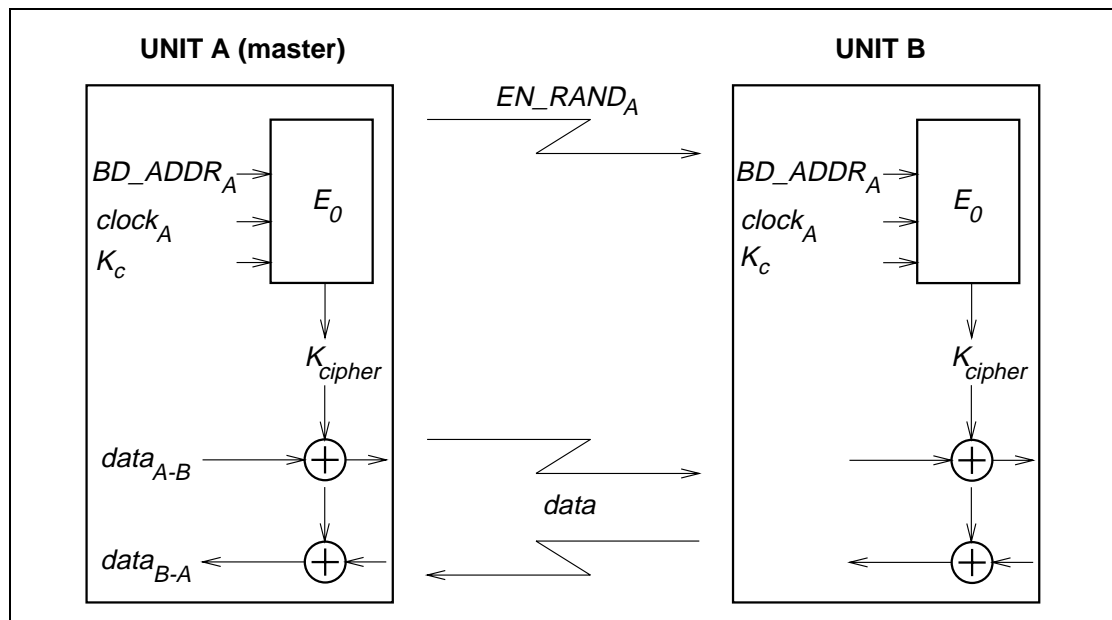 UNIT A (master)
UNIT B
EN_RAND_A
BD_ADDR_A
clock_A
K_c
E_0
K_cipher
data_A-B
data_B-A
data
BD_ADDR_A
clock_A
K_c
E_0
K_cipher